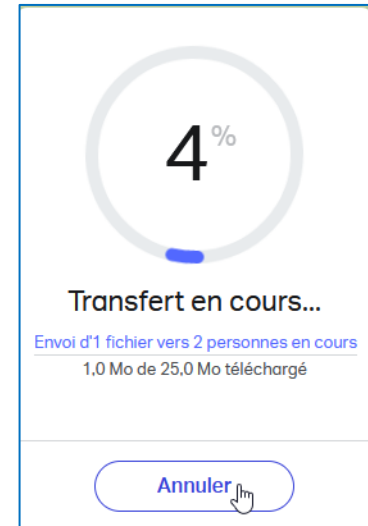 4%
Transfert en cours...
Envoi d'1 fichier vers 2 personnes en cours
1,0 Mo de 25,0 Mo téléchargé
Annuler